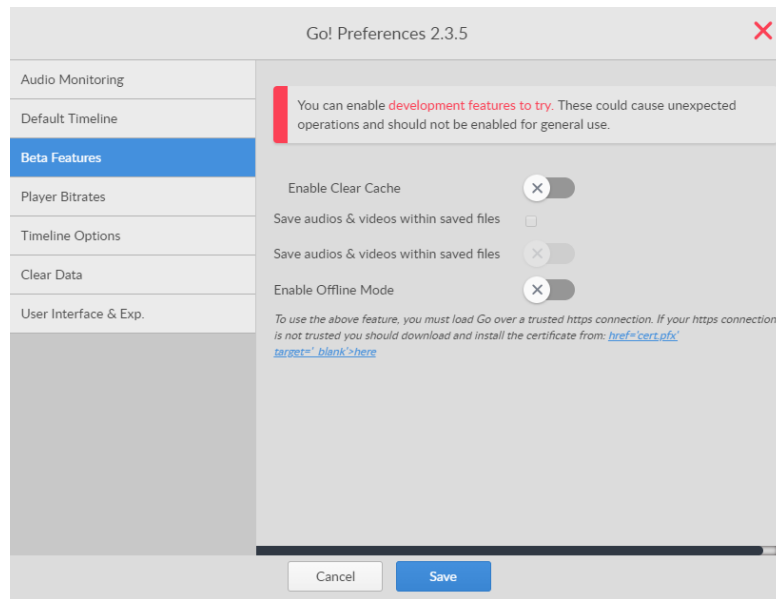 Go! Preferences 2.3.5
Audio Monitoring
Default Timeline
Beta Features
Player Bitrates
Timeline Options
Clear Data
User Interface & Exp.
You can enable development features to try. These could cause unexpected
operations and should not be enabled for general use.
Enable Clear Cache
Save audios & videos within saved files
Save audios & videos within saved files
Enable Offline Mode
To use the above feature, you must load Go over a trusted https connection. If your https connection
is not trusted you should download and install the certificate from: href='cert.pfx'
target='_blank'>here
Cancel
Save